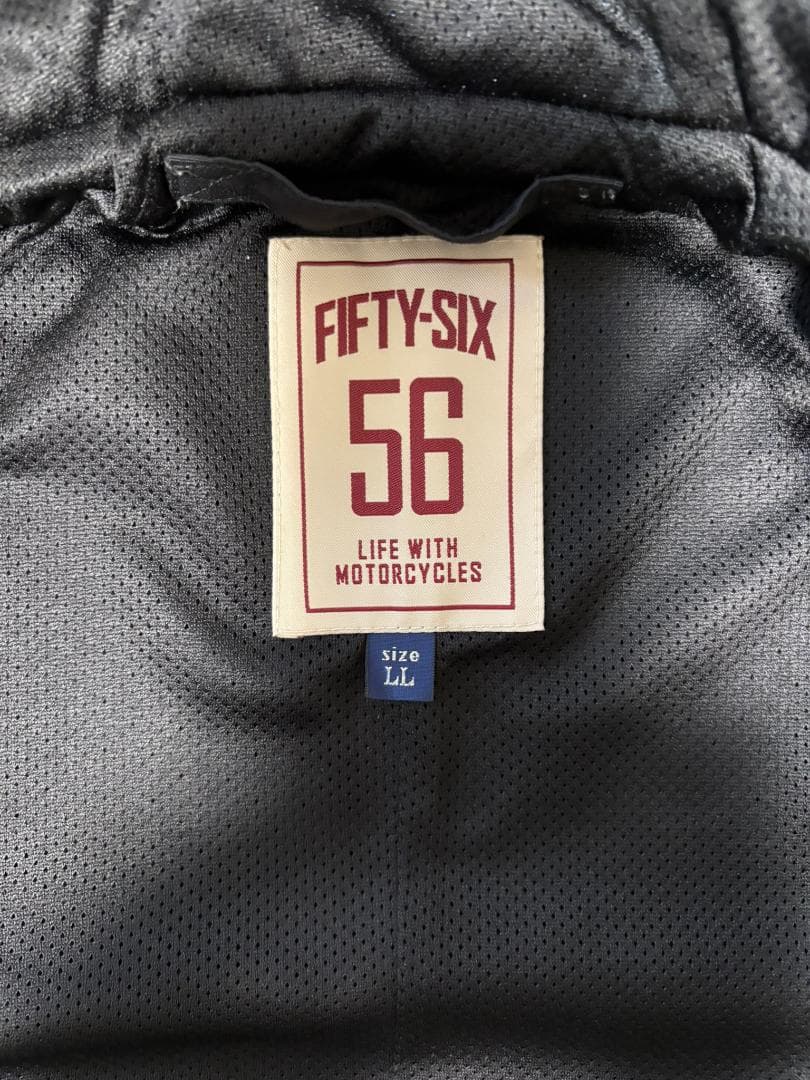 FIFTY-SIX
56
LIFE WITH
MOTORCYCLES
size
LL